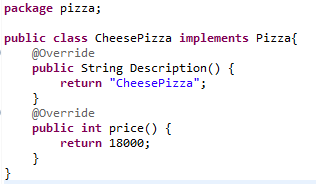 package pizza;
public class CheesePizza implements Pizza{
@Override
public String Description() {
return "CheesePizza";
}
@Override
public int price() {
return 18000;
}
}